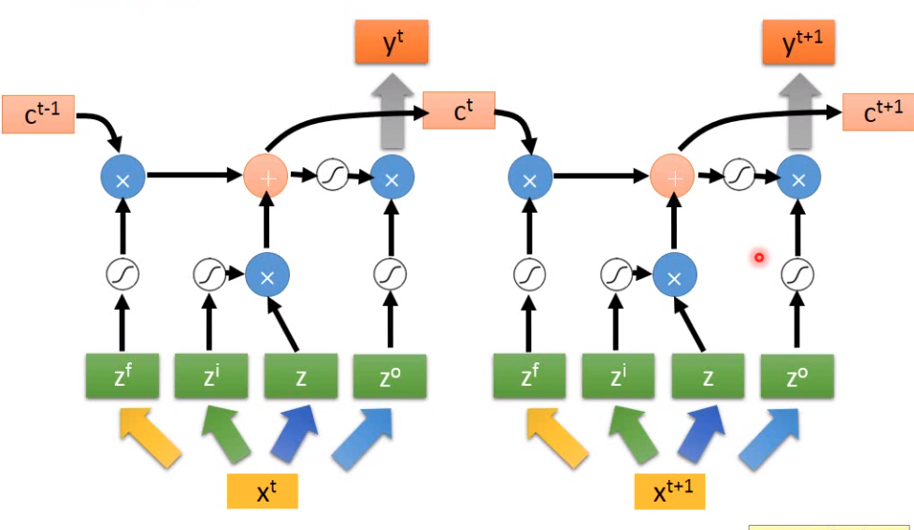 y^t
y^t+1
c^t-1
c^t
c^t+1
× + × × + ×
× ×
z^f z^i z z^o z^f z^i z z^o
x^t
x^t+1